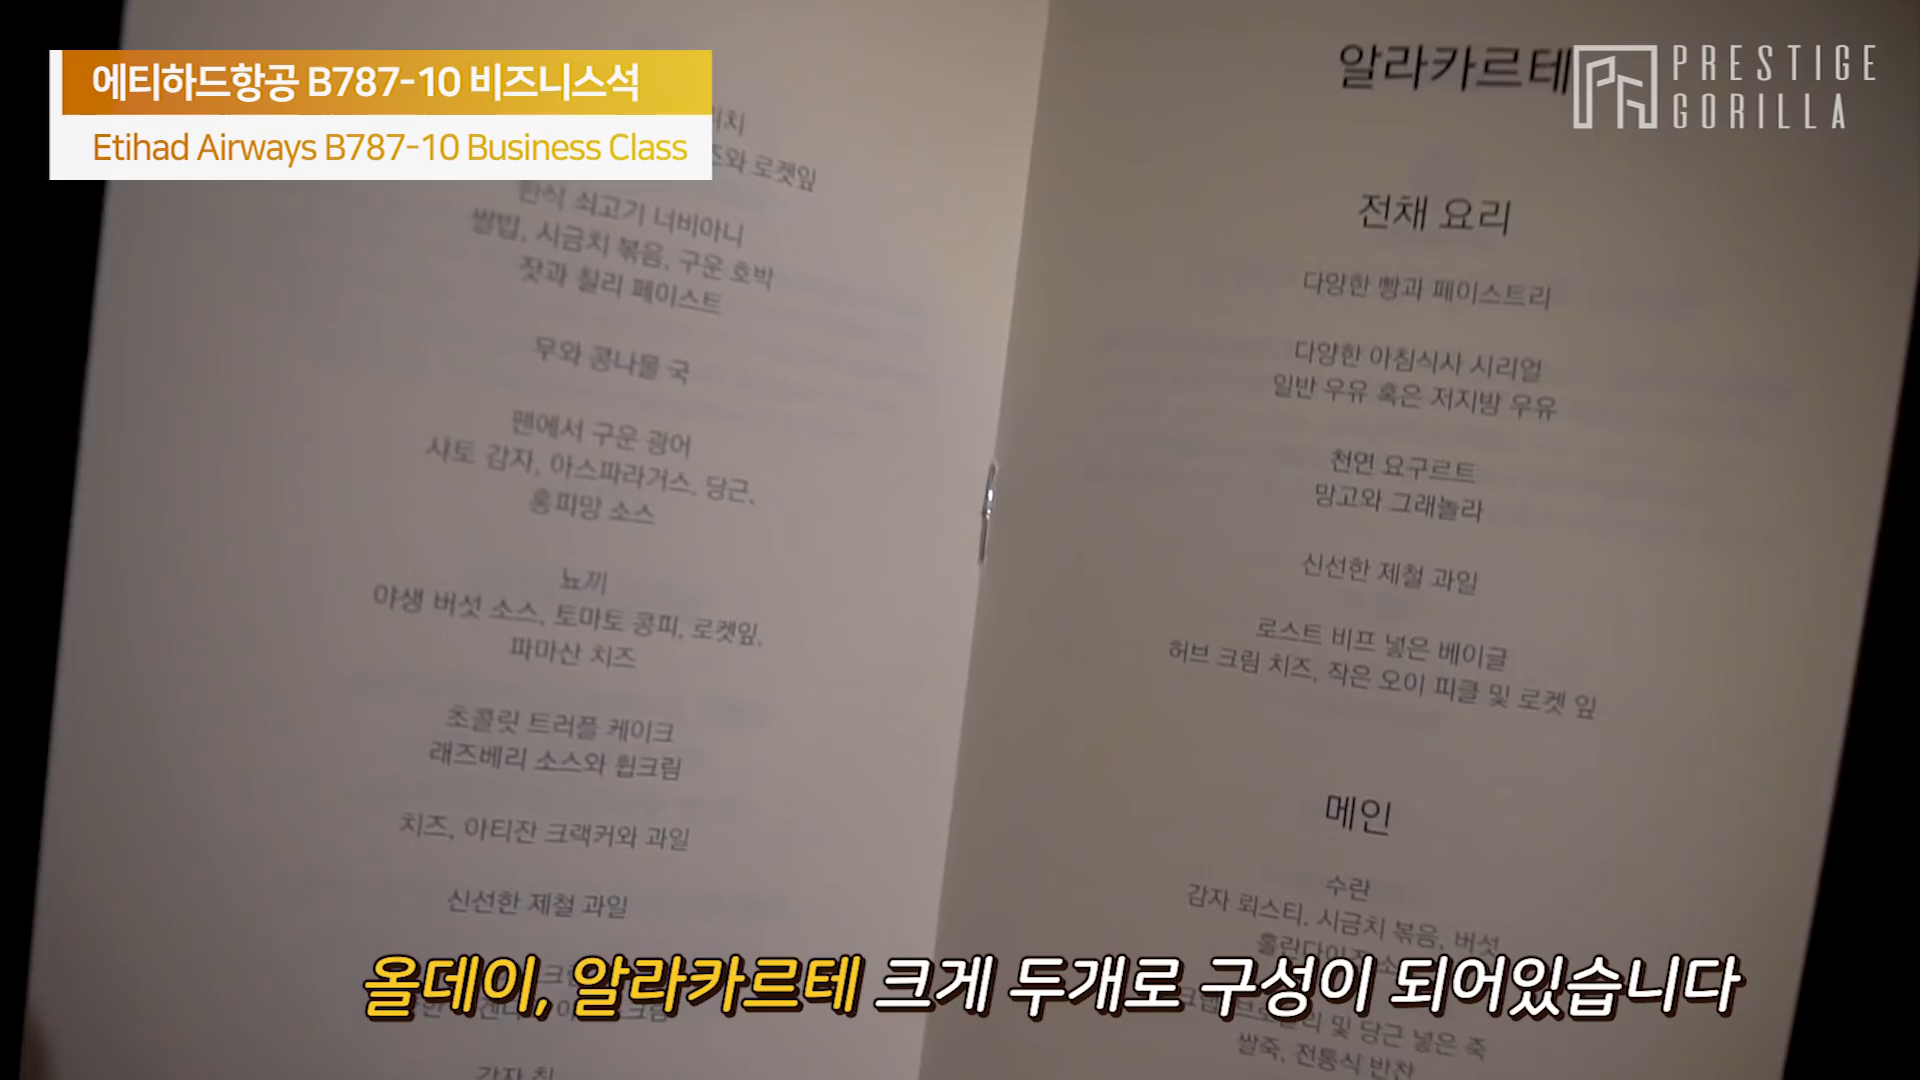 에티하드항공 B787-10 비즈니스석
Etihad Airways B787-10 Business Class
PRESTIGE
GORILLA
로켓잎
한식 쇠고기 너비아니
쌀밥, 시금치 볶음, 구운 호박
잣과 칠리 페이스트
무와 콩나물 국
팬에서 구운 광어
샤토 감자, 아스파라거스, 당근,
홍피망 소스
뇨끼
야생 버섯 소스, 토마토 콩피, 로켓잎,
파마산 치즈
초콜릿 트러플 케이크
래즈베리 소스와 휩크림
치즈, 아티잔 크랙커와 과일
신선한 제철 과일
감자 칩
알라카르테
전채 요리
다양한 빵과 페이스트리
다양한 아침식사 시리얼
일반 우유 혹은 저지방 우유
천연 요구르트
망고와 그래놀라
신선한 제철 과일
로스트 비프 넣은 베이글
허브 크림 치즈, 작은 오이 피클 및 로켓 잎
메인
수란
감자 뢰스티, 시금치 볶음, 버섯
및 당근 넣은 죽
쌀죽, 전통식 반찬
올데이, 알라카르테 크게 두개로 구성이 되어있습니다